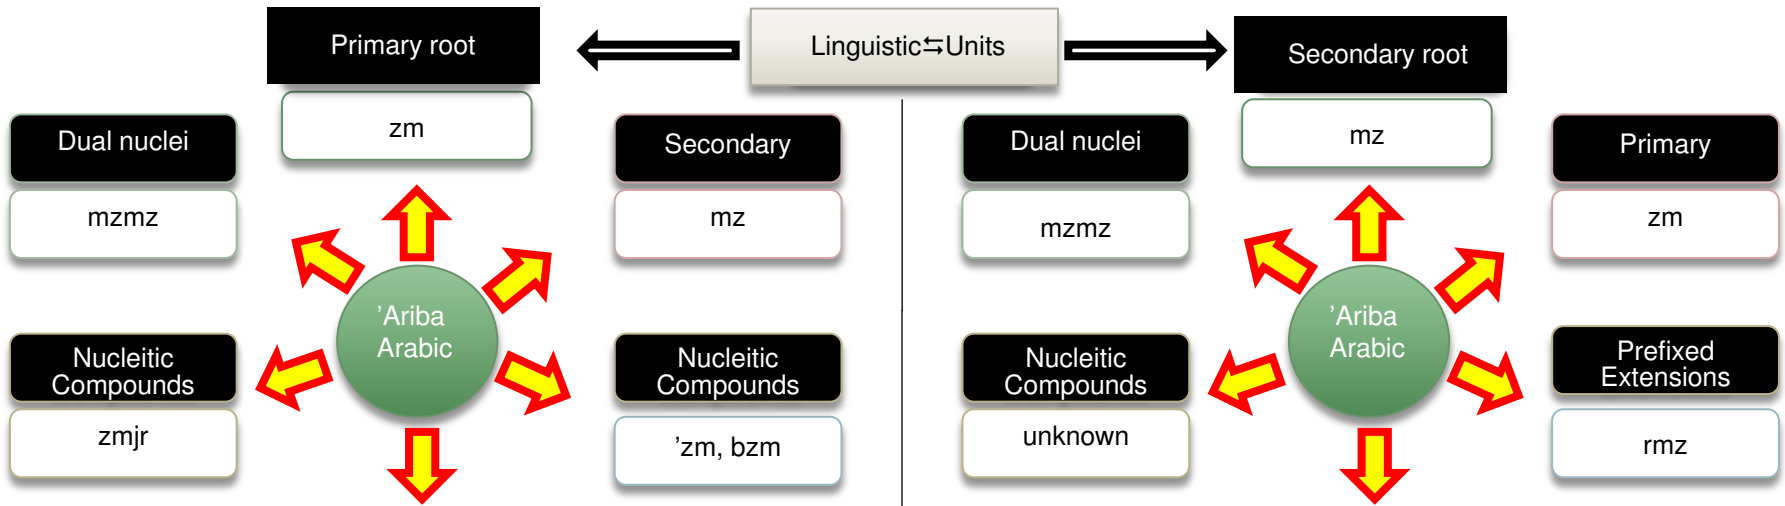 Primary root
Linguistic⇆Units
Secondary root
zm
mz
Dual nuclei
mzmz
Secondary
mz
Dual nuclei
mzmz
Primary
zm
’Ariba
Arabic
’Ariba
Arabic
Nucleitic
Compounds
zmjr
Nucleitic
Compounds
’zm, bzm
Nucleitic
Compounds
unknown
Prefixed
Extensions
rmz